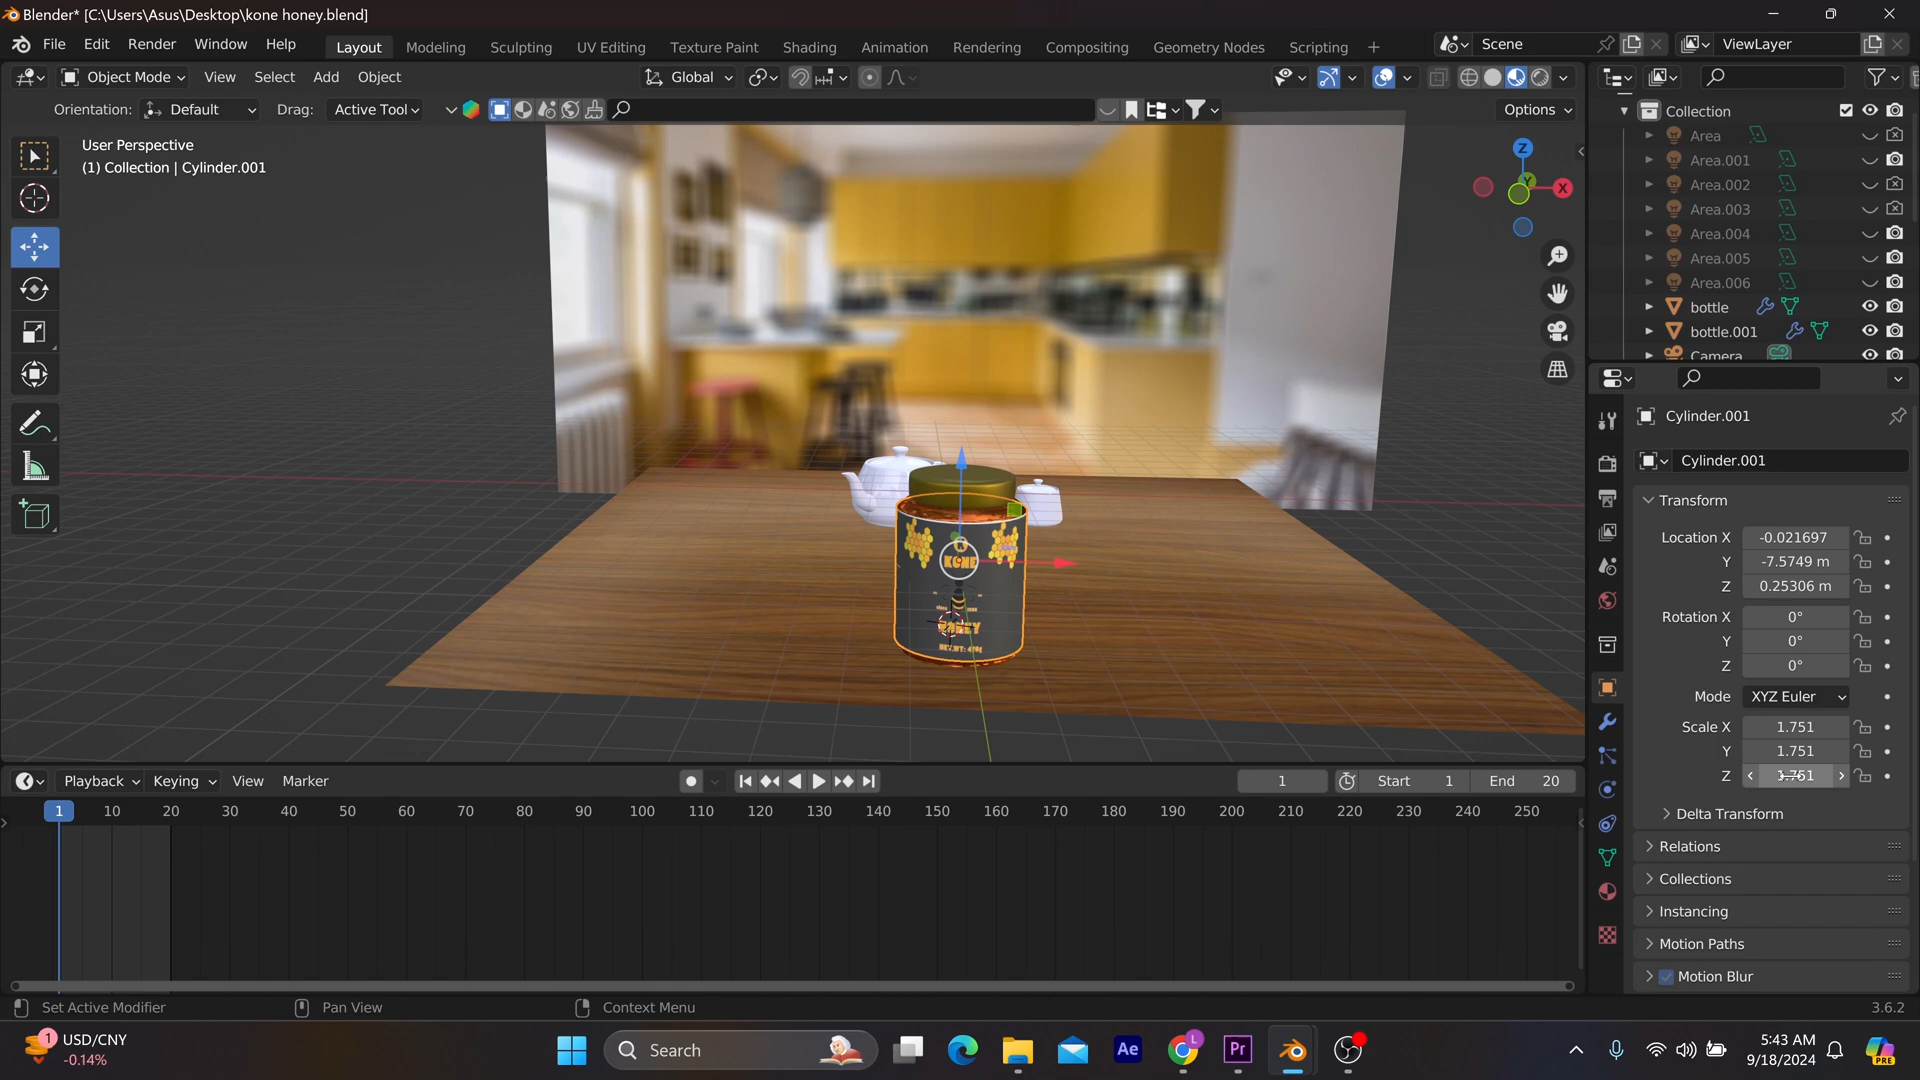 Blender* [C:\Users\Asus\Desktop\kone honey.blend]
File Edit Render Window Help Layout Modeling Sculpting UV Editing Texture Paint Shading Animation Rendering Compositing Geometry Nodes Scripting + Scene ViewLayer
Object Mode View Select Add Object Global
Orientation: Default Drag: Active Tool Options
User Perspective
(1) Collection | Cylinder.001
Z
Y
X
Collection
Area
Area.001
Area.002
Area.003
Area.004
Area.005
Area.006
bottle
bottle.001
Camera
KONE
HONEY
Cylinder.001
Cylinder.001
Transform
Location X -0.021697
Y -7.5749 m
Z 0.25306 m
Rotation X 0°
Y 0°
Z 0°
Mode XYZ Euler
Scale X 1.751
Y 1.751
Z 1.751
Delta Transform
Relations
Collections
Instancing
Motion Paths
Motion Blur
Playback Keying View Marker 1 Start 1 End 20
1 10 20 30 40 50 60 70 80 90 100 110 120 130 140 150 160 170 180 190 200 210 220 230 240 250
Set Active Modifier Pan View Context Menu 3.6.2
1 USD/CNY
-0.14%
Search
Ae
L
Pr
5:43 AM
9/18/2024
PRE